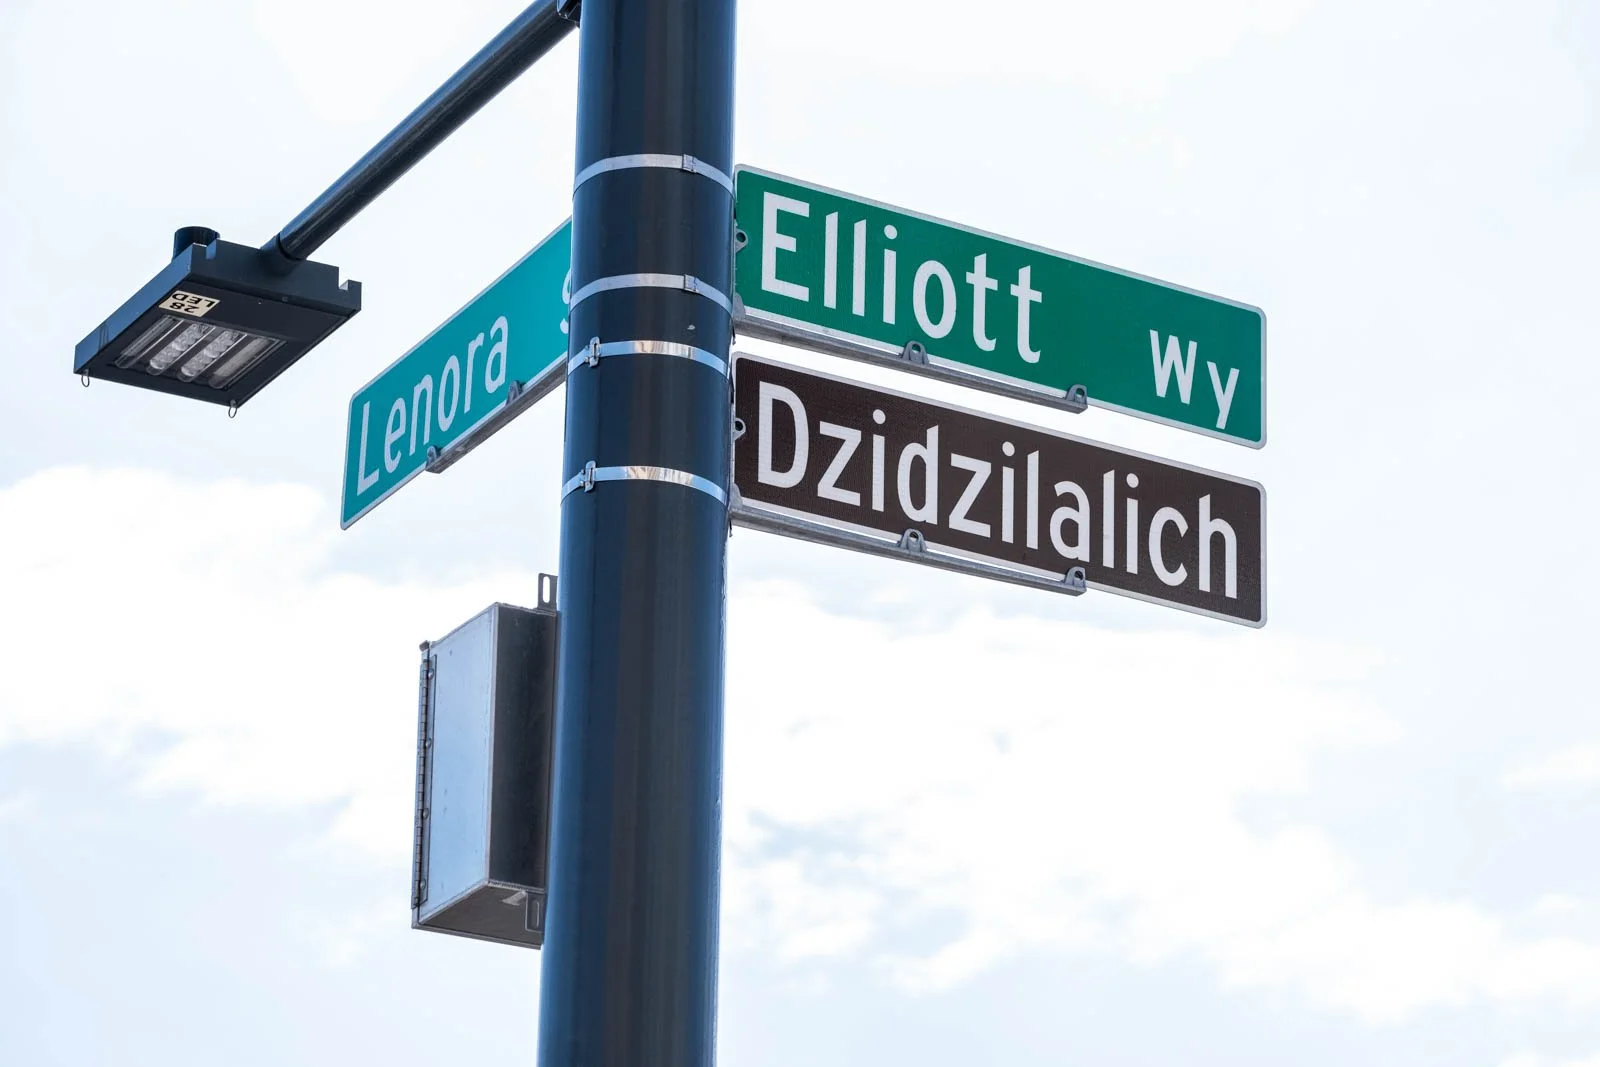 Lenora
Elliott Wy
Dzidzilalich
28
LED